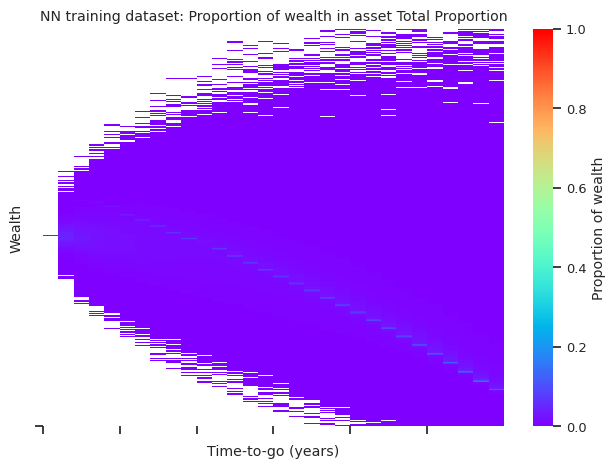 NN training dataset: Proportion of wealth in asset Total Proportion
Wealth
Time-to-go (years)
1.0
0.8
0.6
0.4
0.2
0.0
Proportion of wealth